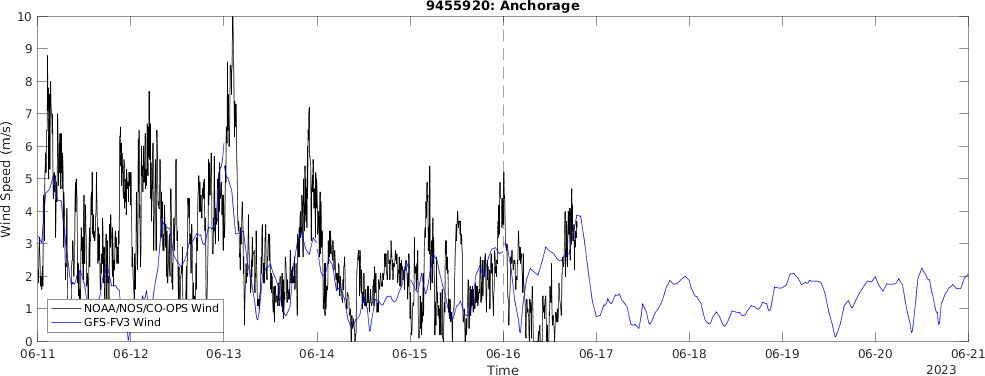 9455920: Anchorage
Wind Speed (m/s)
10
9
8
7
6
5
4
3
2
1
0
NOAA/NOS/CO-OPS Wind
GFS-FV3 Wind
06-11 06-12 06-13 06-14 06-15 06-16 06-17 06-18 06-19 06-20 06-21
Time
2023